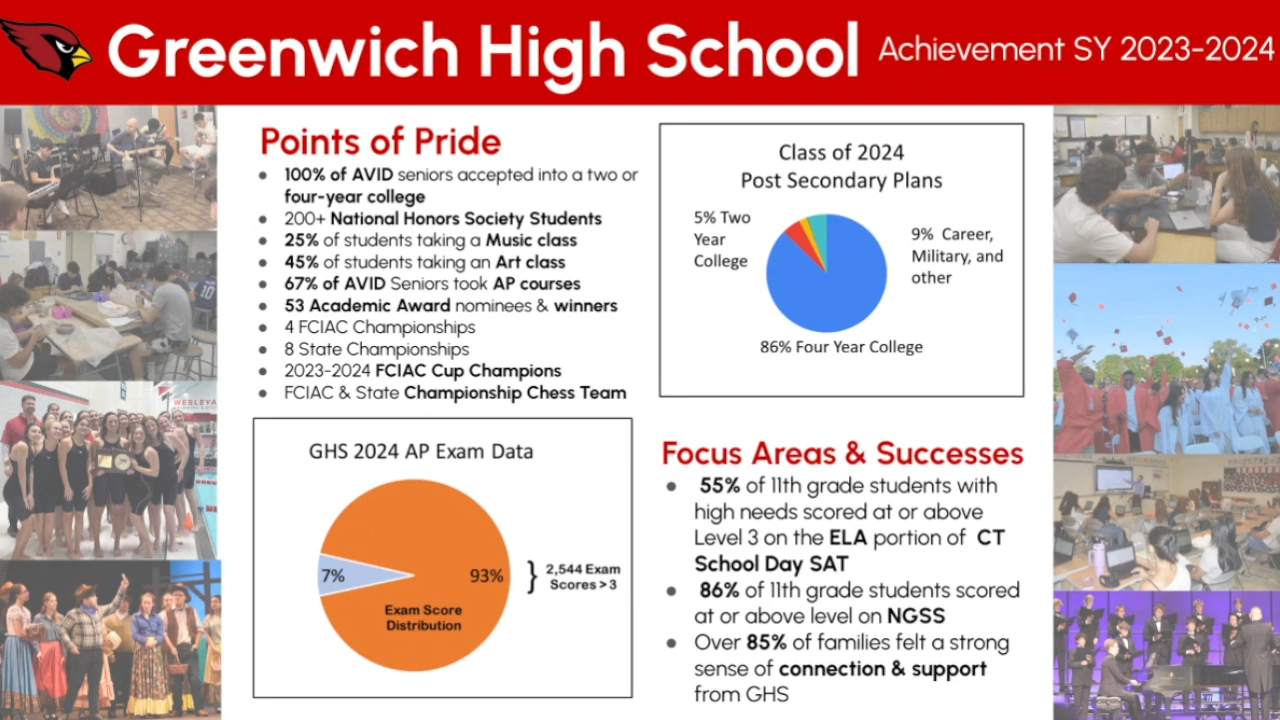 Greenwich High School Achievement SY 2023-2024
Points of Pride
• 100% of AVID seniors accepted into a two or
four-year college
• 200+ National Honors Society Students
• 25% of students taking a Music class
• 45% of students taking an Art class
• 67% of AVID Seniors took AP courses
• 53 Academic Award nominees & winners
• 4 FCIAC Championships
• 8 State Championships
• 2023-2024 FCIAC Cup Champions
• FCIAC & State Championship Chess Team
GHS 2024 AP Exam Data
7%
93%
Exam Score
Distribution
} 2,544 Exam
Scores >3
Class of 2024
Post Secondary Plans
5% Two
Year
College
9% Career,
Military, and
other
86% Four Year College
Focus Areas & Successes
• 55% of 11th grade students with
high needs scored at or above
Level 3 on the ELA portion of CT
School Day SAT
• 86% of 11th grade students scored
at or above level on NGSS
• Over 85% of families felt a strong
sense of connection & support
from GHS
WESLEYA
10